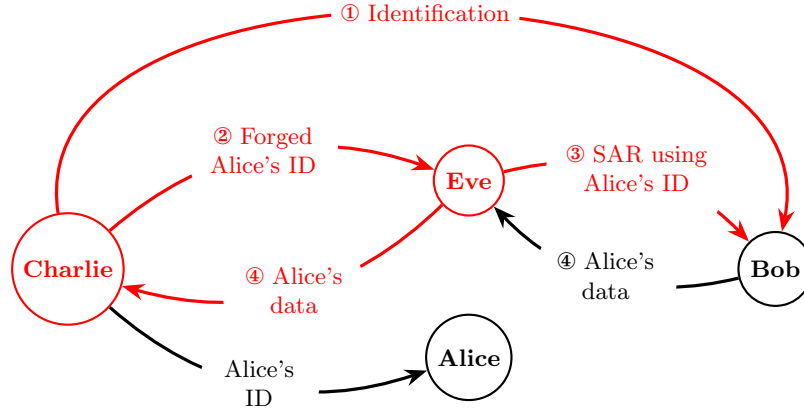 ① Identification
② Forged
Alice's ID
Eve
③ SAR using
Alice's ID
Charlie
④ Alice's
data
④ Alice's
data
Bob
Alice's
ID
Alice